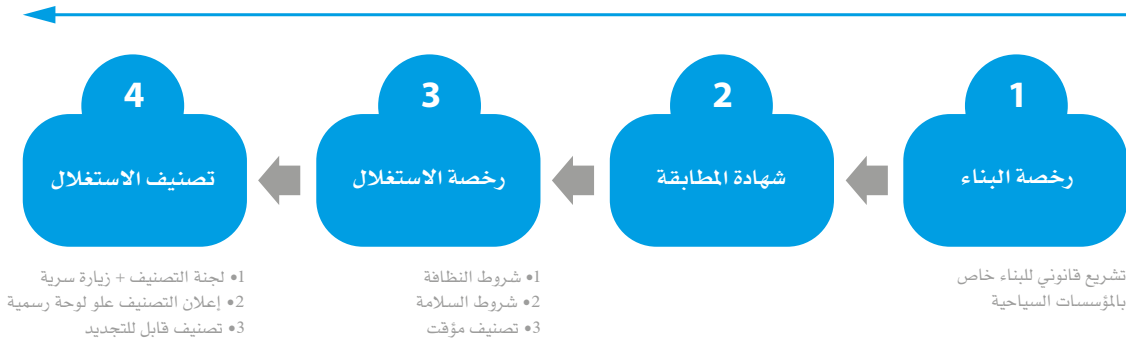 1
رخصة البناء
تشريع قانوني للبناء خاص
بالمؤسسات السياحية
2
شهادة المطابقة
3
رخصة الاستغلال
1• شروط النظافة
2• شروط السلامة
3• تصنيف مؤقت
4
تصنيف الاستغلال
1• لجنة التصنيف + زيارة سرية
2• إعلان التصنيف علو لوحة رسمية
3• تصنيف قابل للتجديد